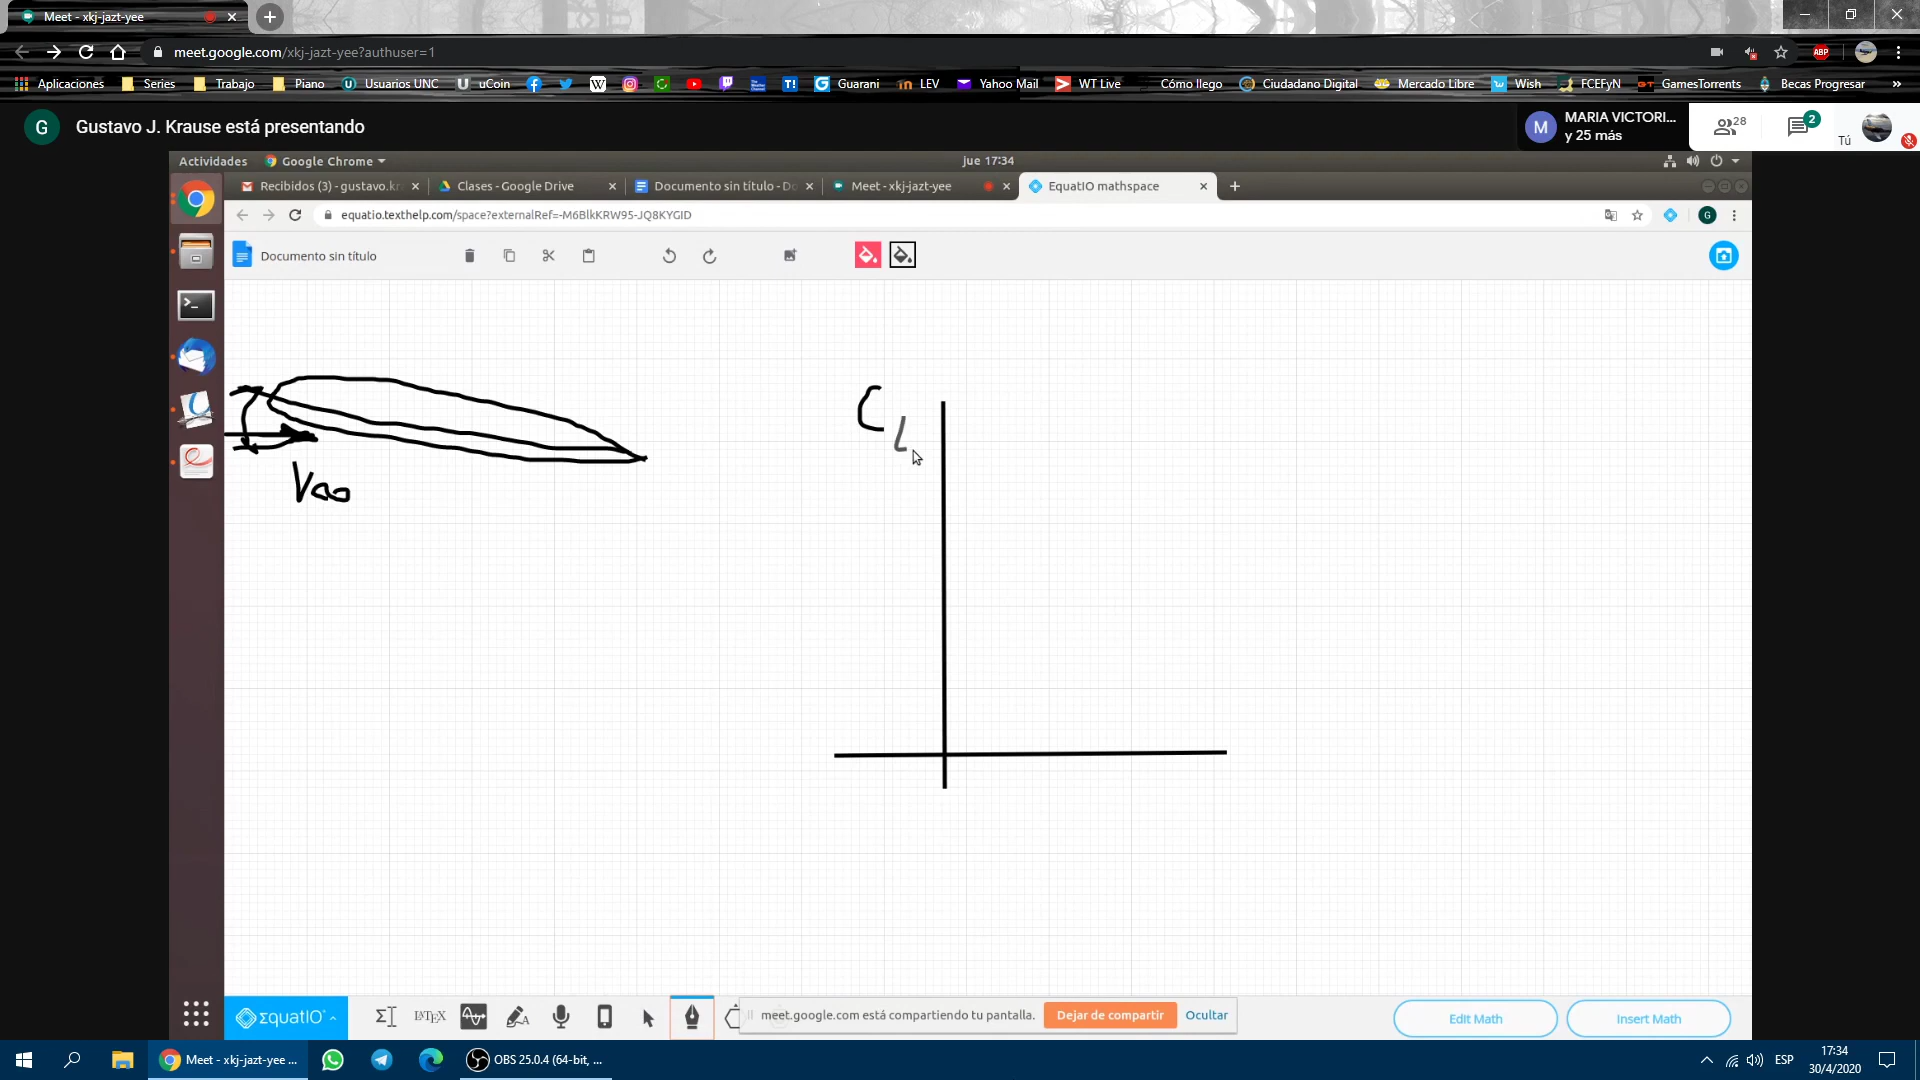 Meet - xkj-jazt-yee
meet.google.com/xkj-jazt-yee?authuser=1
ABP
Aplicaciones Series Trabajo Piano Usuarios UNC uCoin Guarani LEV Yahoo Mail WT Live Cómo llego Ciudadano Digital Mercado Libre Wish FCEFyN GamesTorrents Becas Progresar »
G Gustavo J. Krause está presentando
M MARIA VICTORI...
y 25 más
28
2
Tú
Actividades Google Chrome jue 17:34
Recibidos (3) - gustavo.kr Clases - Google Drive Documento sin título - Do Meet - xkj-jazt-yee EquatIO mathspace
equatio.texthelp.com/space?externalRef=-M6BlkKRW95-JQ8KYGID
G
Documento sin título
CL
V∞
EquatIO
LATEX
meet.google.com está compartiendo tu pantalla. Dejar de compartir Ocultar
Edit Math Insert Math
Meet - xkj-jazt-yee ... OBS 25.0.4 (64-bit, ... ESP 17:34
30/4/2020